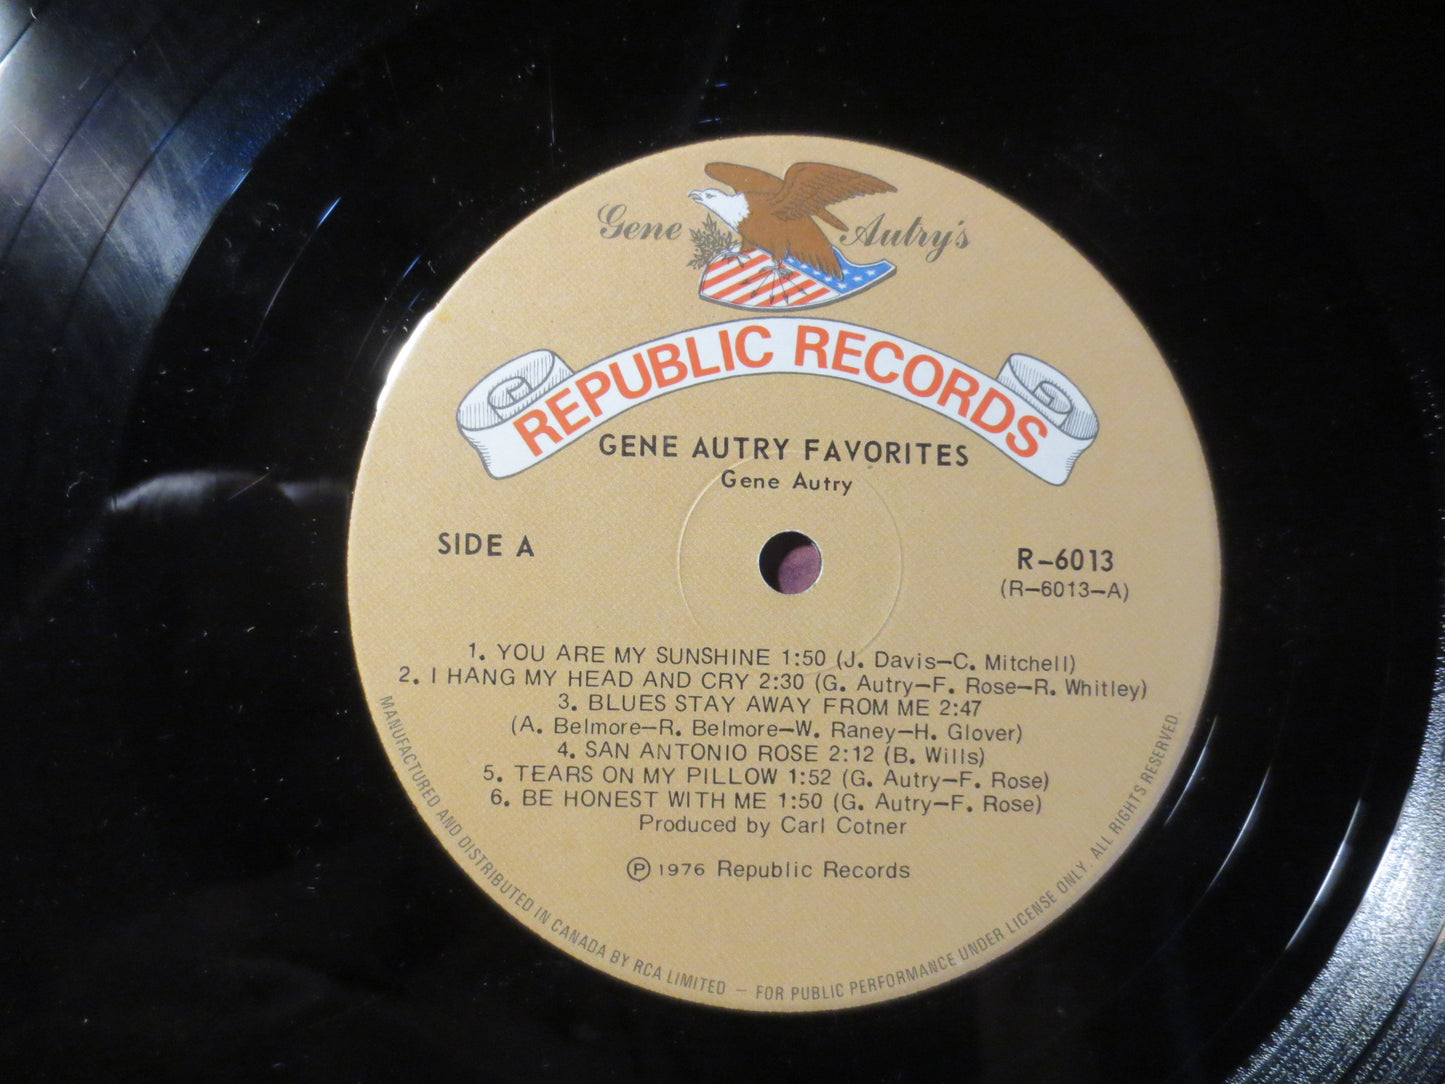 Gene Autry's
REPUBLIC RECORDS
GENE AUTRY FAVORITES
Gene Autry
SIDE A
R-6013
(R-6013-A)
1. YOU ARE MY SUNSHINE 1:50 (J. Davis-C. Mitchell)
2. I HANG MY HEAD AND CRY 2:30 (G. Autry-F. Rose-R. Whitley)
3. BLUES STAY AWAY FROM ME 2:47
(A. Belmore-R. Belmore-W. Raney-H. Glover)
4. SAN ANTONIO ROSE 2:12 (B. Wills)
5. TEARS ON MY PILLOW 1:52 (G. Autry-F. Rose)
6. BE HONEST WITH ME 1:50 (G. Autry-F. Rose)
Produced by Carl Cotner
Ⓟ 1976 Republic Records
MANUFACTURED AND DISTRIBUTED IN CANADA BY RCA LIMITED - FOR PUBLIC PERFORMANCE UNDER LICENSE ONLY. ALL RIGHTS RESERVED.